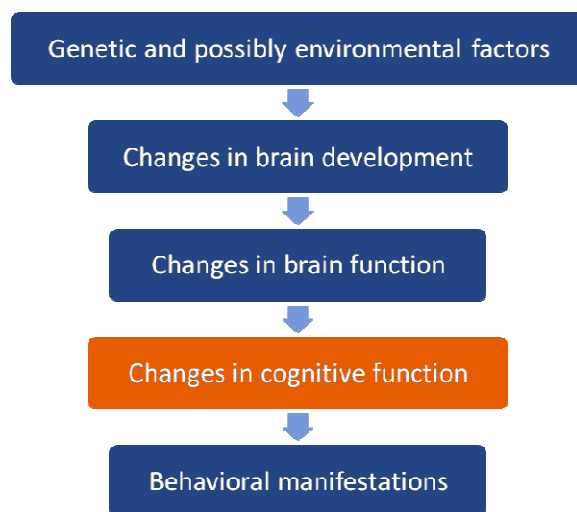 Genetic and possibly environmental factors
Changes in brain development
Changes in brain function
Changes in cognitive function
Behavioral manifestations